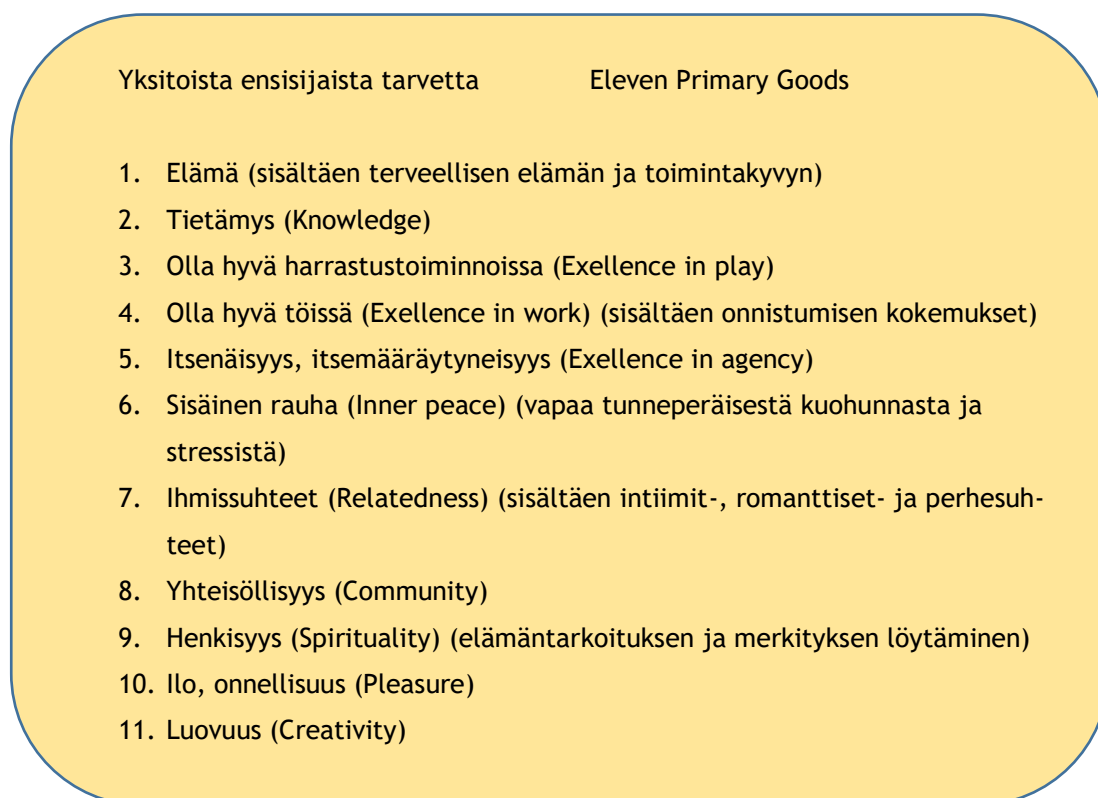 Yksitoista ensisijaista tarvetta Eleven Primary Goods
1. Elämä (sisältäen terveellisen elämän ja toimintakyvyn)
2. Tietämys (Knowledge)
3. Olla hyvä harrastustoiminnoissa (Exellence in play)
4. Olla hyvä töissä (Exellence in work) (sisältäen onnistumisen kokemukset)
5. Itsenäisyys, itsemääräytyneisyys (Exellence in agency)
6. Sisäinen rauha (Inner peace) (vapaa tunneperäisestä kuohunnasta ja
stressistä)
7. Ihmissuhteet (Relatedness) (sisältäen intiimit-, romanttiset- ja perhesuh-
teet)
8. Yhteisöllisyys (Community)
9. Henkisyys (Spirituality) (elämäntarkoituksen ja merkityksen löytäminen)
10. Ilo, onnellisuus (Pleasure)
11. Luovuus (Creativity)